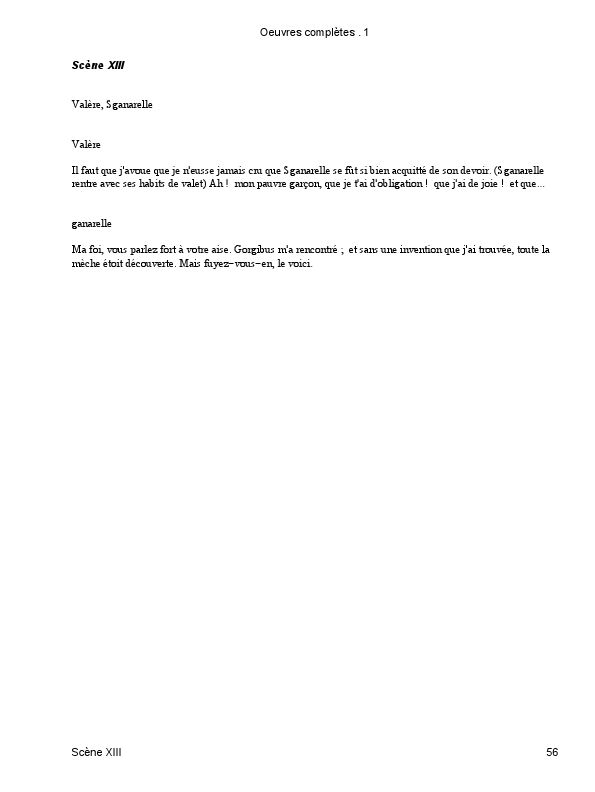 Oeuvres complètes . 1
Scène XIII
Valère, Sganarelle
Valère
Il faut que j'avoue que je n'eusse jamais cru que Sganarelle se fût si bien acquitté de son devoir. (Sganarelle
rentre avec ses habits de valet) Ah ! mon pauvre garçon, que je t'ai d'obligation ! que j'ai de joie ! et que...
ganarelle
Ma foi, vous parlez fort à votre aise. Gorgibus m'a rencontré ; et sans une invention que j'ai trouvée, toute la
mèche étoit découverte. Mais fuyez-vous-en, le voici.
Scène XIII
56